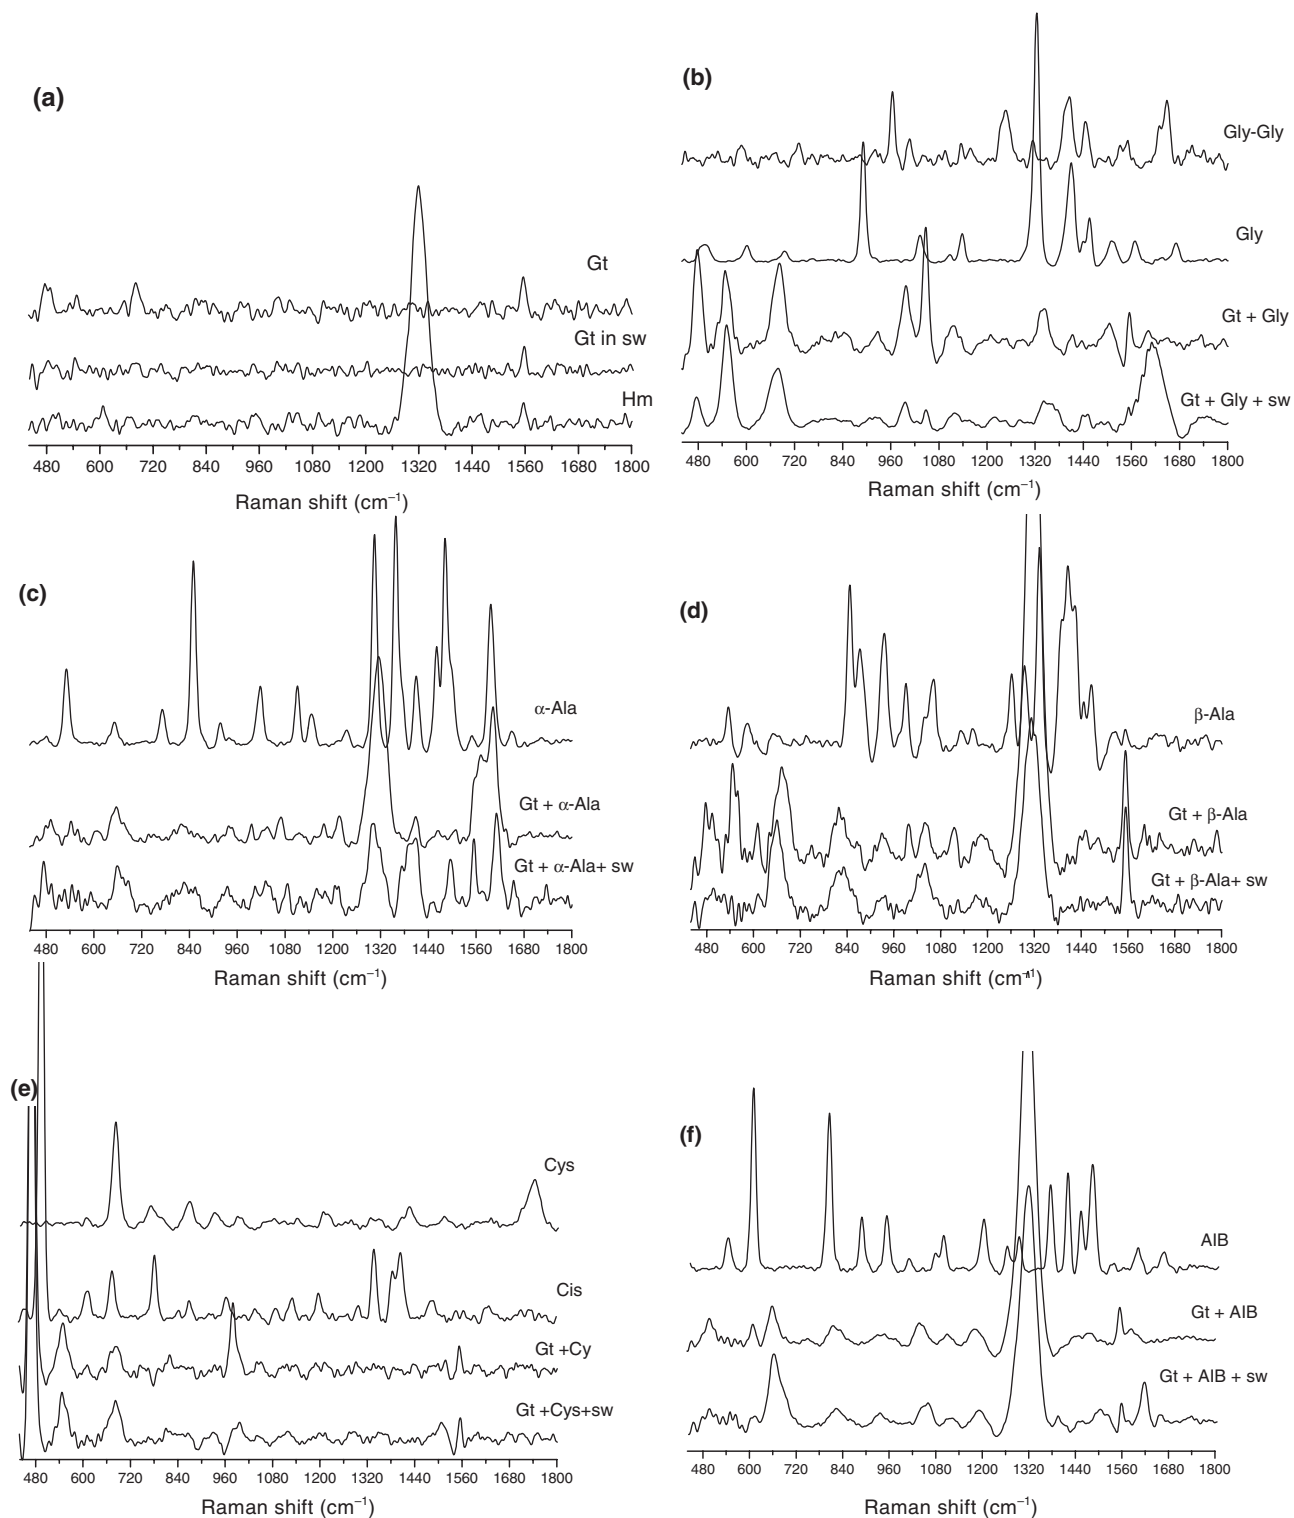 (a)
Gt
Gt in sw
Hm
480 600 720 840 960 1080 1200 1320 1440 1560 1680 1800
Raman shift (cm⁻¹)
(b)
Gly-Gly
Gly
Gt + Gly
Gt + Gly + sw
480 600 720 840 960 1080 1200 1320 1440 1560 1680 1800
Raman shift (cm⁻¹)
(c)
α-Ala
Gt + α-Ala
Gt + α-Ala+ sw
480 600 720 840 960 1080 1200 1320 1440 1560 1680 1800
Raman shift (cm⁻¹)
(d)
β-Ala
Gt + β-Ala
Gt + β-Ala+ sw
480 600 720 840 960 1080 1200 1320 1440 1560 1680 1800
Raman shift (cm⁻¹)
(e)
Cys
Cis
Gt +Cy
Gt +Cys+sw
480 600 720 840 960 1080 1200 1320 1440 1560 1680 1800
Raman shift (cm⁻¹)
(f)
AIB
Gt + AIB
Gt + AIB + sw
480 600 720 840 960 1080 1200 1320 1440 1560 1680 1800
Raman shift (cm⁻¹)